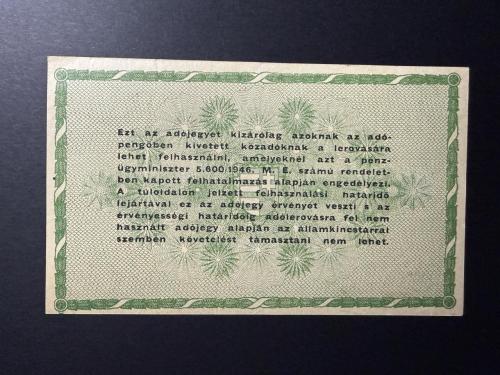 Ezt az adójegyet kizárólag azoknak az adó-
pengőben kivetett közadóknak a lerovására
lehet felhasználni, amelyeknél azt a pénz-
ügyminiszter 5.600/1946. M. E. számú rendelet-
ben kapott felhatalmazás alapján engedélyezi.
A túloldalon jelzett felhasználási határidő
lejártával ez az adójegy érvényét veszti s az
érvényességi határidőig adólerovásra fel nem
használt adójegy alapján az államkincstárral
szemben követelést támasztani nem lehet.